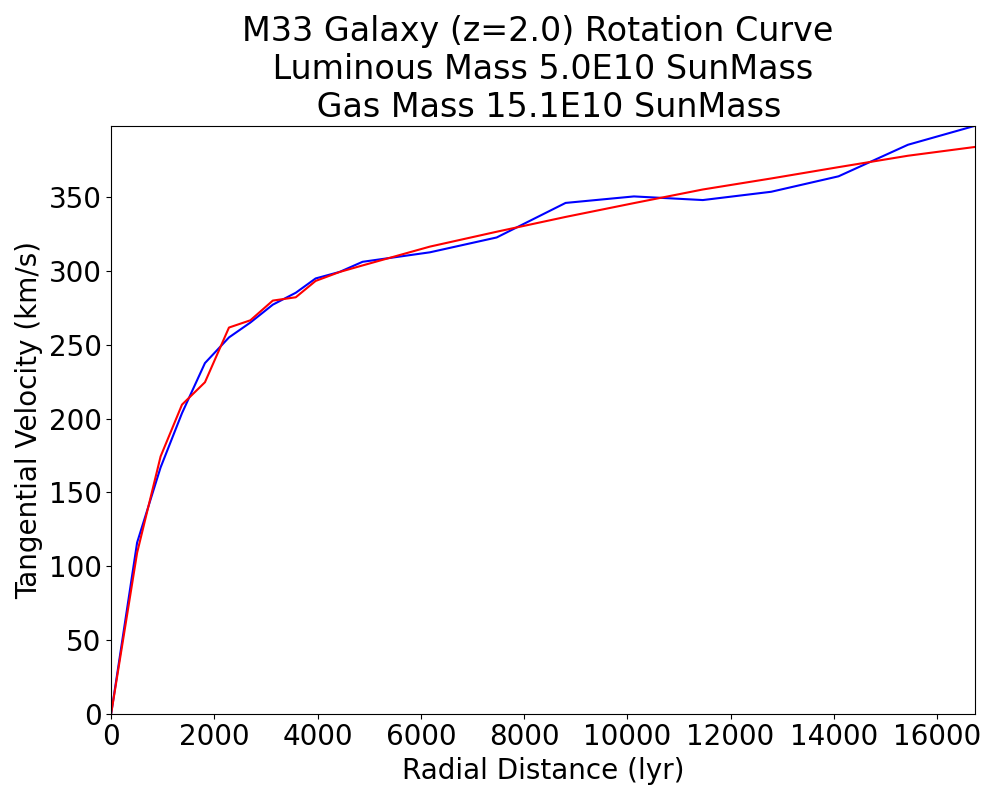 M33 Galaxy (z=2.0) Rotation Curve
Luminous Mass 5.0E10 SunMass
Gas Mass 15.1E10 SunMass
350
300
250
200
150
100
50
0
Tangential Velocity (km/s)
0 2000 4000 6000 8000 10000 12000 14000 16000
Radial Distance (lyr)